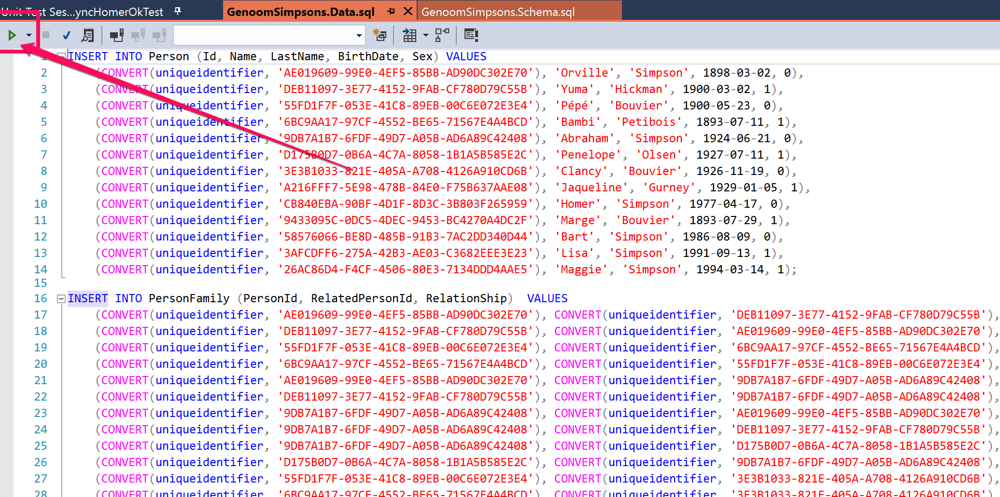 Unit Test Ses...yncHomerOkTest GenoomSimpsons.Data.sql GenoomSimpsons.Schema.sql
1 INSERT INTO Person (Id, Name, LastName, BirthDate, Sex) VALUES
2 (CONVERT(uniqueidentifier, 'AE019609-99E0-4EF5-85BB-AD90DC302E70'), 'Orville', 'Simpson', 1898-03-02, 0),
3 (CONVERT(uniqueidentifier, 'DEB11097-3E77-4152-9FAB-CF780D79C55B'), 'Yuma', 'Hickman', 1900-03-02, 1),
4 (CONVERT(uniqueidentifier, '55FD1F7F-053E-41C8-89EB-00C6E072E3E4'), 'Pépé', 'Bouvier', 1900-05-23, 0),
5 (CONVERT(uniqueidentifier, '6BC9AA17-97CF-4552-BE65-71567E4A4BCD'), 'Bambi', 'Petibois', 1893-07-11, 1),
6 (CONVERT(uniqueidentifier, '9DB7A1B7-6FDF-49D7-A05B-AD6A89C42408'), 'Abraham', 'Simpson', 1924-06-21, 0),
7 (CONVERT(uniqueidentifier, 'D175B0D7-0B6A-4C7A-8058-1B1A5B585E2C'), 'Penelope', 'Olsen', 1927-07-11, 1),
8 (CONVERT(uniqueidentifier, '3E3B1033-821E-405A-A708-4126A910CD6B'), 'Clancy', 'Bouvier', 1926-11-19, 0),
9 (CONVERT(uniqueidentifier, 'A216FFF7-5E98-478B-84E0-F75B637AAE08'), 'Jaqueline', 'Gurney', 1929-01-05, 1),
10 (CONVERT(uniqueidentifier, 'CB840EBA-90BF-4D1F-8D3C-3B803F265959'), 'Homer', 'Simpson', 1977-04-17, 0),
11 (CONVERT(uniqueidentifier, '9433095C-0DC5-4DEC-9453-BC4270A4DC2F'), 'Marge', 'Bouvier', 1893-07-29, 1),
12 (CONVERT(uniqueidentifier, '58576066-BE8D-485B-91B3-7AC2DD340D44'), 'Bart', 'Simpson', 1986-08-09, 0),
13 (CONVERT(uniqueidentifier, '3AFCDFF6-275A-42B3-AE03-C3682EEE3E23'), 'Lisa', 'Simpson', 1991-09-13, 1),
14 (CONVERT(uniqueidentifier, '26AC86D4-F4CF-4506-80E3-7134DDD4AAE5'), 'Maggie', 'Simpson', 1994-03-14, 1);
15
16 INSERT INTO PersonFamily (PersonId, RelatedPersonId, RelationShip) VALUES
17 (CONVERT(uniqueidentifier, 'AE019609-99E0-4EF5-85BB-AD90DC302E70'), CONVERT(uniqueidentifier, 'DEB11097-3E77-4152-9FAB-CF780D79C55B'),
18 (CONVERT(uniqueidentifier, 'DEB11097-3E77-4152-9FAB-CF780D79C55B'), CONVERT(uniqueidentifier, 'AE019609-99E0-4EF5-85BB-AD90DC302E70'),
19 (CONVERT(uniqueidentifier, '55FD1F7F-053E-41C8-89EB-00C6E072E3E4'), CONVERT(uniqueidentifier, '6BC9AA17-97CF-4552-BE65-71567E4A4BCD'),
20 (CONVERT(uniqueidentifier, '6BC9AA17-97CF-4552-BE65-71567E4A4BCD'), CONVERT(uniqueidentifier, '55FD1F7F-053E-41C8-89EB-00C6E072E3E4'),
21 (CONVERT(uniqueidentifier, 'AE019609-99E0-4EF5-85BB-AD90DC302E70'), CONVERT(uniqueidentifier, '9DB7A1B7-6FDF-49D7-A05B-AD6A89C42408'),
22 (CONVERT(uniqueidentifier, 'DEB11097-3E77-4152-9FAB-CF780D79C55B'), CONVERT(uniqueidentifier, '9DB7A1B7-6FDF-49D7-A05B-AD6A89C42408'),
23 (CONVERT(uniqueidentifier, '9DB7A1B7-6FDF-49D7-A05B-AD6A89C42408'), CONVERT(uniqueidentifier, 'AE019609-99E0-4EF5-85BB-AD90DC302E70'),
24 (CONVERT(uniqueidentifier, '9DB7A1B7-6FDF-49D7-A05B-AD6A89C42408'), CONVERT(uniqueidentifier, 'DEB11097-3E77-4152-9FAB-CF780D79C55B'),
25 (CONVERT(uniqueidentifier, '9DB7A1B7-6FDF-49D7-A05B-AD6A89C42408'), CONVERT(uniqueidentifier, 'D175B0D7-0B6A-4C7A-8058-1B1A5B585E2C'),
26 (CONVERT(uniqueidentifier, 'D175B0D7-0B6A-4C7A-8058-1B1A5B585E2C'), CONVERT(uniqueidentifier, '9DB7A1B7-6FDF-49D7-A05B-AD6A89C42408'),
27 (CONVERT(uniqueidentifier, '55FD1F7F-053E-41C8-89EB-00C6E072E3E4'), CONVERT(uniqueidentifier, '3E3B1033-821E-405A-A708-4126A910CD6B'),
28 (CONVERT(uniqueidentifier, '6BC9AA17-97CF-4552-BE65-71567E4A4BCD'), CONVERT(uniqueidentifier, '3E3B1033-821E-405A-A708-4126A910CD6B'),